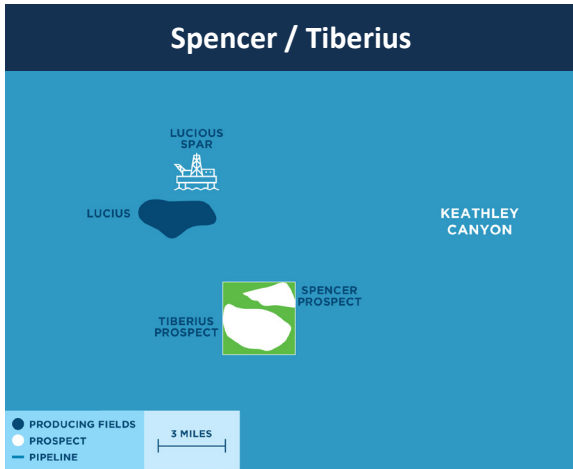 Spencer / Tiberius
LUCIOUS
SPAR
LUCIUS
KEATHLEY
CANYON
SPENCER
PROSPECT
TIBERIUS
PROSPECT
PRODUCING FIELDS
PROSPECT
PIPELINE
3 MILES